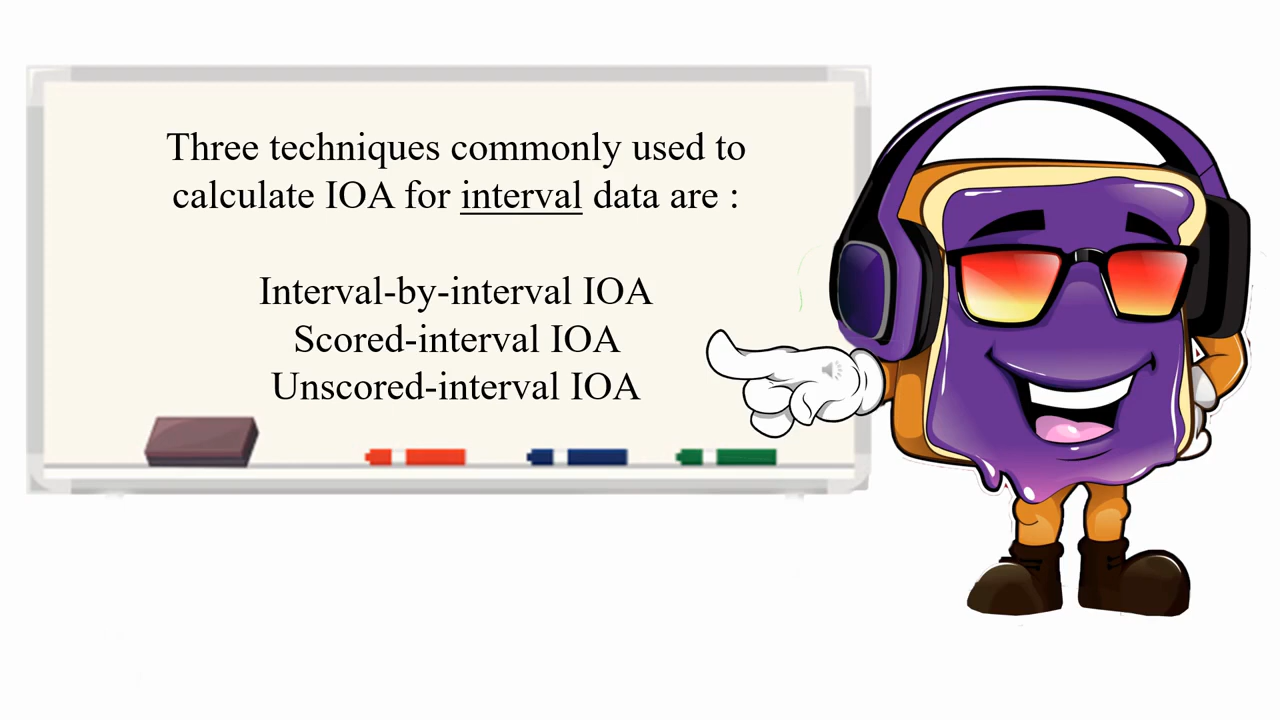 Three techniques commonly used to
calculate IOA for interval data are :
Interval-by-interval IOA
Scored-interval IOA
Unscored-interval IOA